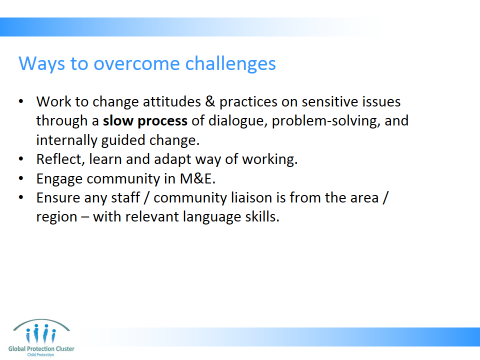 Ways to overcome challenges
• Work to change attitudes & practices on sensitive issues
through a slow process of dialogue, problem-solving, and
internally guided change.
• Reflect, learn and adapt way of working.
• Engage community in M&E.
• Ensure any staff / community liaison is from the area /
region – with relevant language skills.
Global Protection Cluster
Child Protection